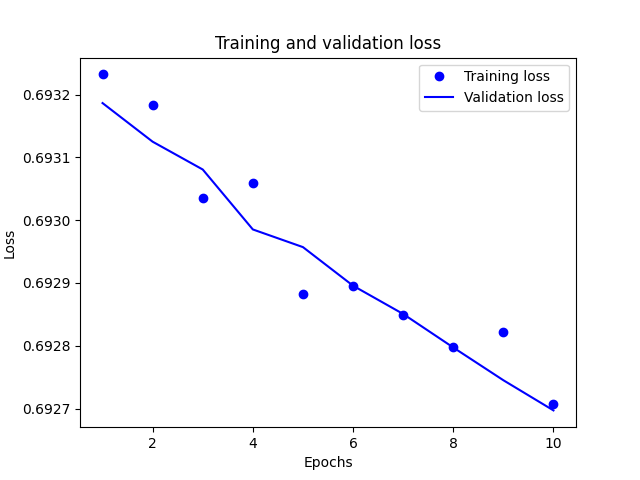 Training and validation loss
Training loss
Validation loss
0.6932
0.6931
0.6930
0.6929
0.6928
0.6927
Loss
2 4 6 8 10
Epochs